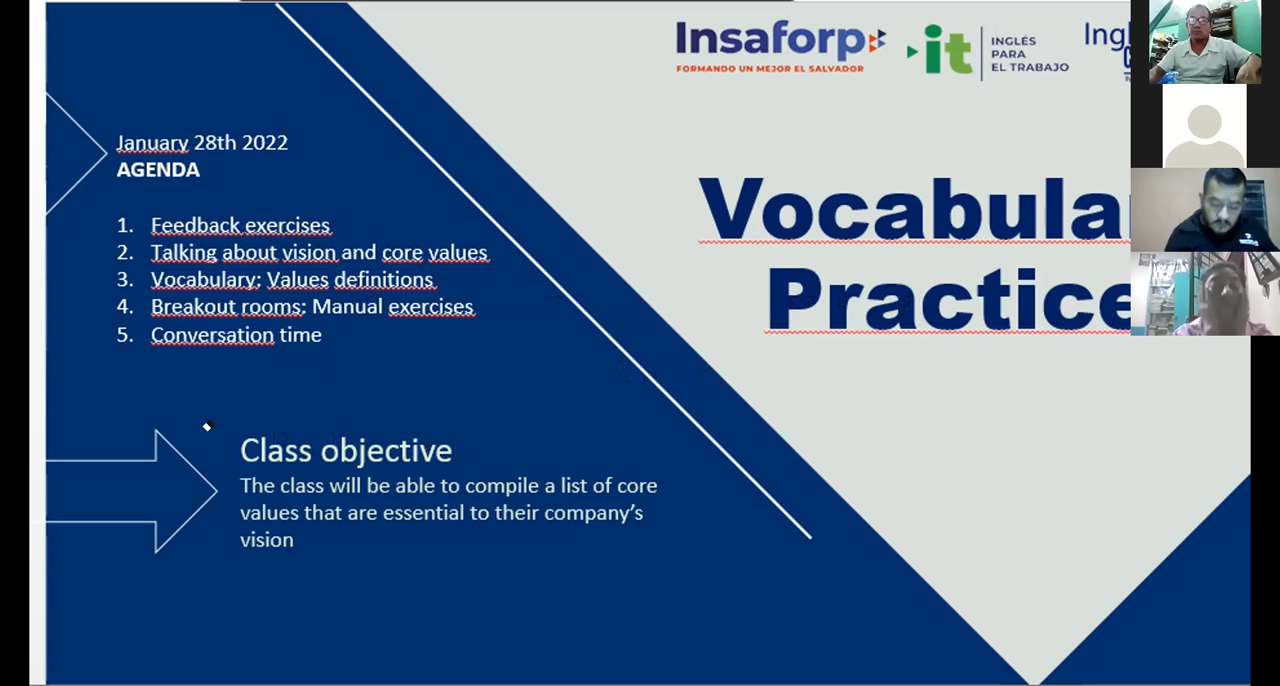 Insaforp
FORMANDO UN MEJOR EL SALVADOR
it
INGLÉS
PARA
EL TRABAJO
January 28th 2022
AGENDA
1. Feedback exercises
2. Talking about vision and core values
3. Vocabulary: Values definitions
4. Breakout rooms: Manual exercises
5. Conversation time
Class objective
The class will be able to compile a list of core
values that are essential to their company's
vision
Vocabula
Practice